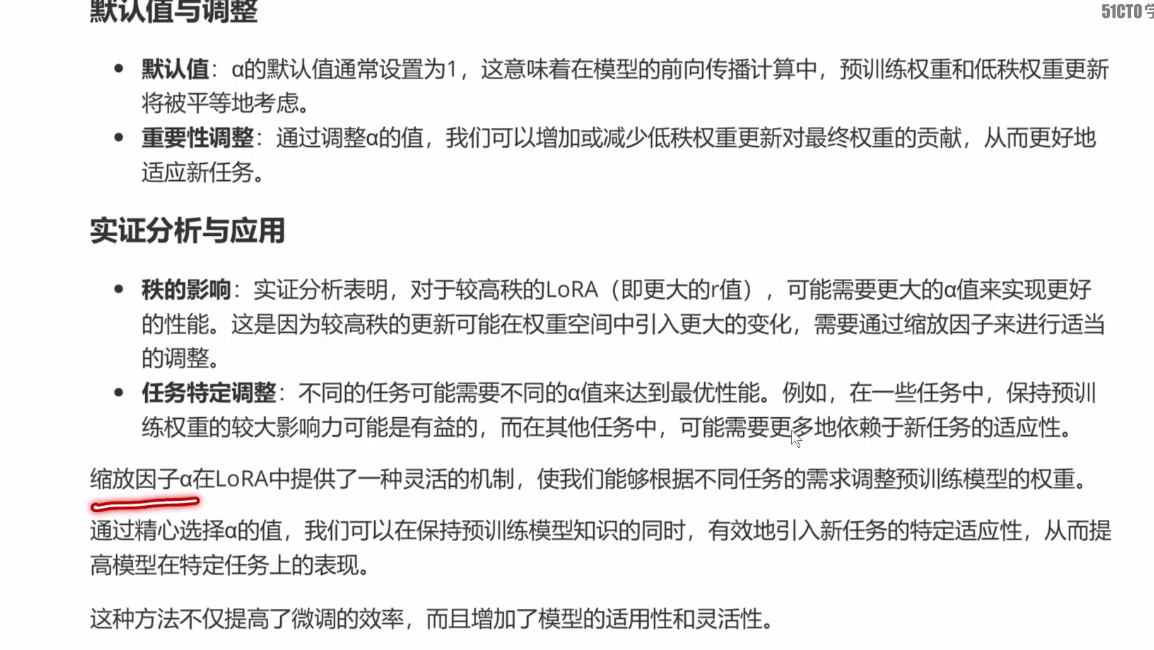 默认值与调整
51CTO 学
• 默认值：α的默认值通常设置为1，这意味着在模型的前向传播计算中，预训练权重和低秩权重更新
将被平等地考虑。
• 重要性调整：通过调整α的值，我们可以增加或减少低秩权重更新对最终权重的贡献，从而更好地
适应新任务。
实证分析与应用
• 秩的影响：实证分析表明，对于较高秩的LoRA（即更大的r值），可能需要更大的α值来实现更好
的性能。这是因为较高秩的更新可能在权重空间中引入更大的变化，需要通过缩放因子来进行适当
的调整。
• 任务特定调整：不同的任务可能需要不同的α值来达到最优性能。例如，在一些任务中，保持预训
练权重的较大影响力可能是有益的，而在其他任务中，可能需要更多地依赖于新任务的适应性。
缩放因子α在LoRA中提供了一种灵活的机制，使我们能够根据不同任务的需求调整预训练模型的权重。
通过精心选择α的值，我们可以在保持预训练模型知识的同时，有效地引入新任务的特定适应性，从而提
高模型在特定任务上的表现。
这种方法不仅提高了微调的效率，而且增加了模型的适用性和灵活性。